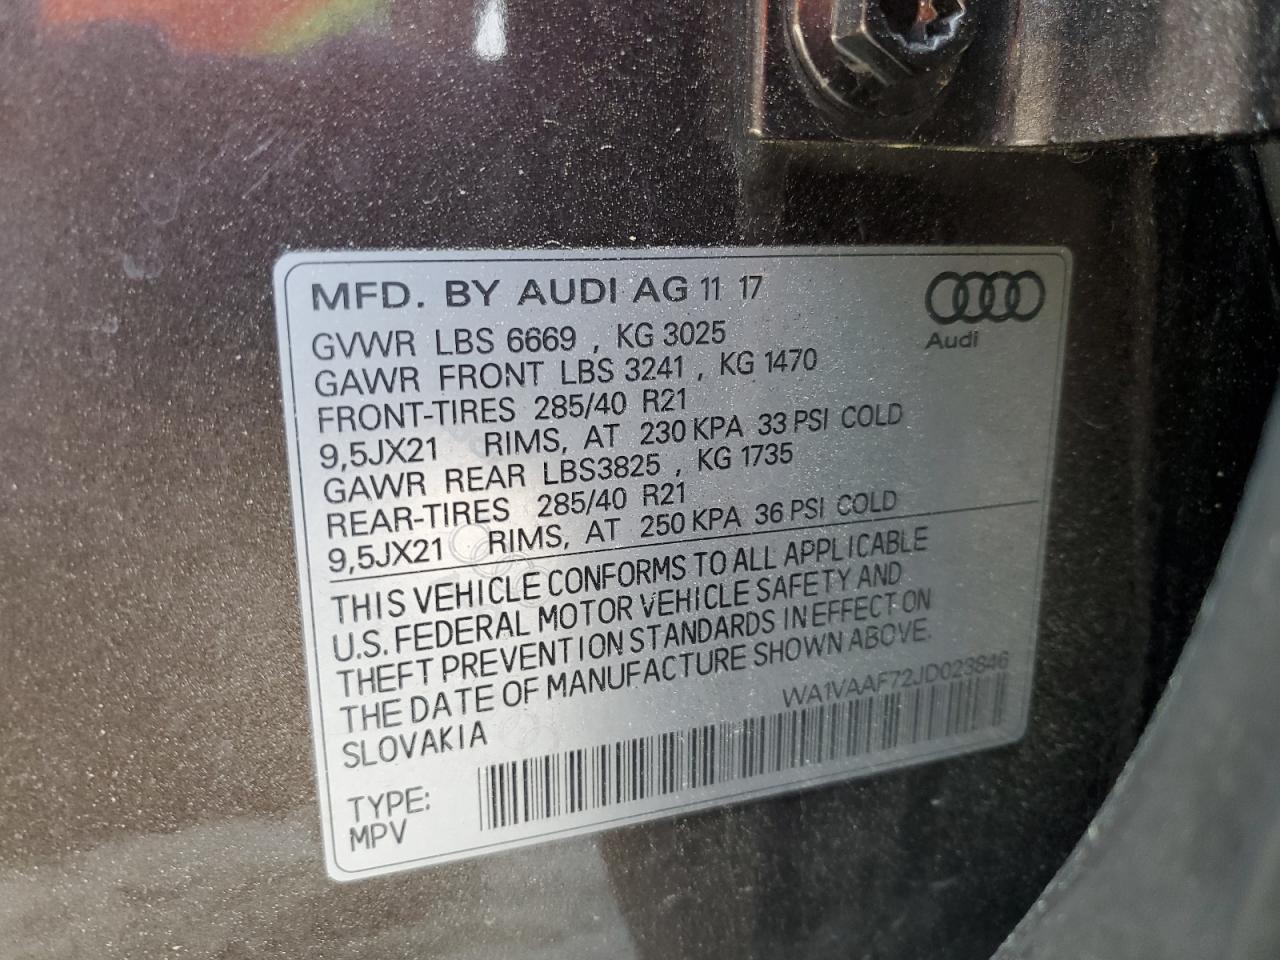 MFD. BY AUDI AG 11 17
Audi
GVWR LBS 6669 , KG 3025
GAWR FRONT LBS 3241 , KG 1470
FRONT-TIRES 285/40 R21
9,5JX21 RIMS, AT 230 KPA 33 PSI COLD
GAWR REAR LBS3825 , KG 1735
REAR-TIRES 285/40 R21
9,5JX21 RIMS, AT 250 KPA 36 PSI COLD
THIS VEHICLE CONFORMS TO ALL APPLICABLE
U.S. FEDERAL MOTOR VEHICLE SAFETY AND
THEFT PREVENTION STANDARDS IN EFFECT ON
THE DATE OF MANUFACTURE SHOWN ABOVE.
SLOVAKIA
WA1VAAF72JD023846
TYPE:
MPV